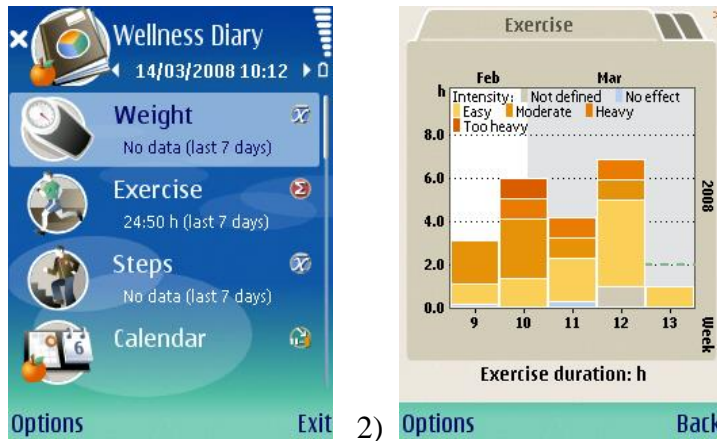 Wellness Diary
14/03/2008 10:12
Weight
No data (last 7 days)
Exercise
24:50 h (last 7 days)
Steps
No data (last 7 days)
Calendar
6
Options Exit
2)
Exercise
Feb Mar
h
Intensity: Not defined No effect
Easy Moderate Heavy
Too heavy
8.0
6.0
4.0
2.0
0.0
2008
9 10 11 12 13
Week
Exercise duration: h
Options Back